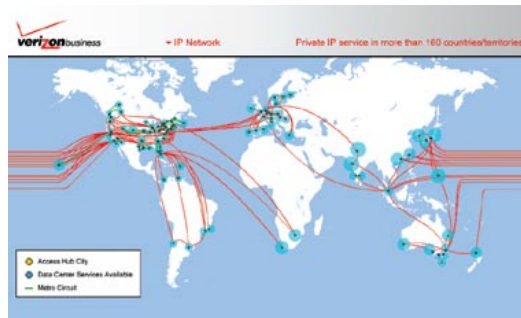 verizonbusiness
IP Network
Private IP service in more than 160 countries/territories
Access Hub City
Data Center Services Available
Metro Circuit